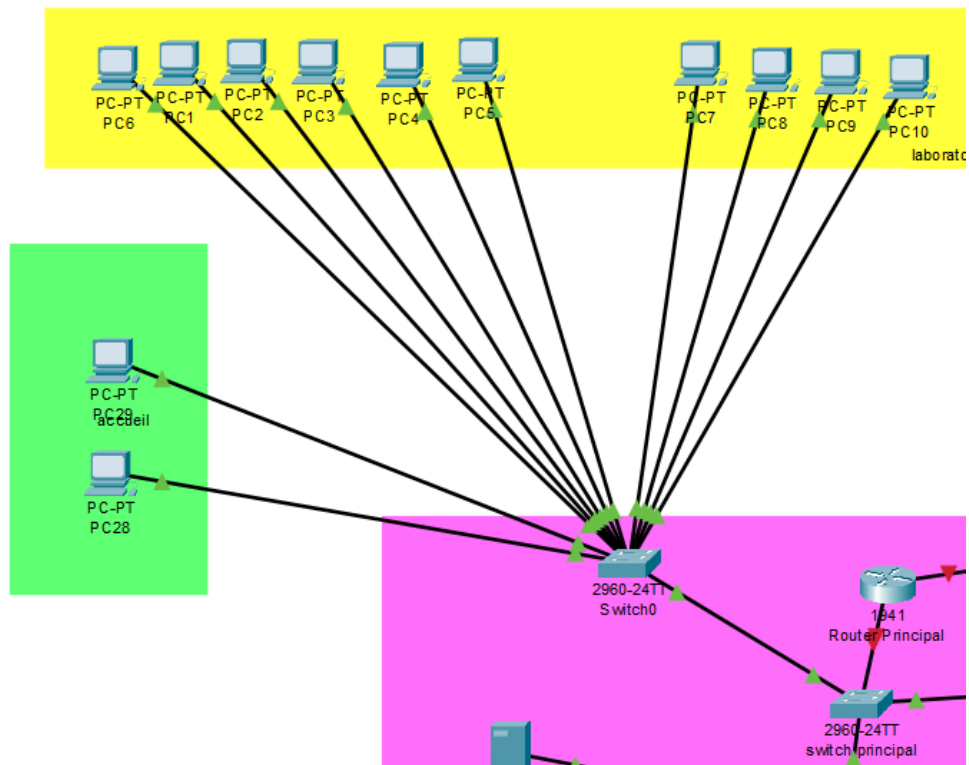 PC-PT
PC6
PC-PT
PC1
PC-PT
PC2
PC-PT
PC3
PC-PT
PC4
PC-PT
PC5
PC-PT
PC7
PC-PT
PC8
PC-PT
PC9
PC-PT
PC10
laborato
PC-PT
PC29
accueil
PC-PT
PC28
2960-24TT
Switch0
1941
Router Principal
2960-24TT
switch principal